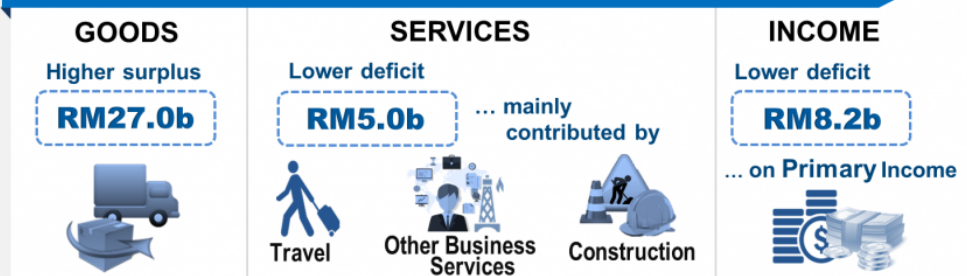 GOODS
Higher surplus
RM27.0b
SERVICES
Lower deficit
RM5.0b
... mainly
contributed by
Travel
Other Business
Services
Construction
INCOME
Lower deficit
RM8.2b
... on Primary Income
$